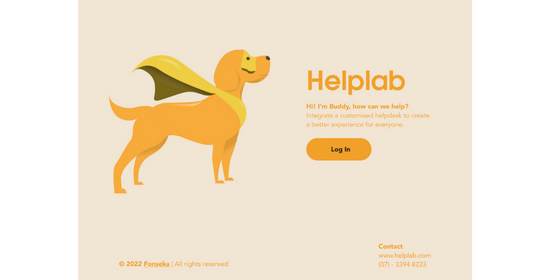 Helplab
Hi! I'm Buddy, how can we help?
Integrate a customised helpdesk to create
a better experience for everyone
Log In
Contact
www.helplab.com
(07) - 3394 8223
© 2022 Fonseka | All rights reserved